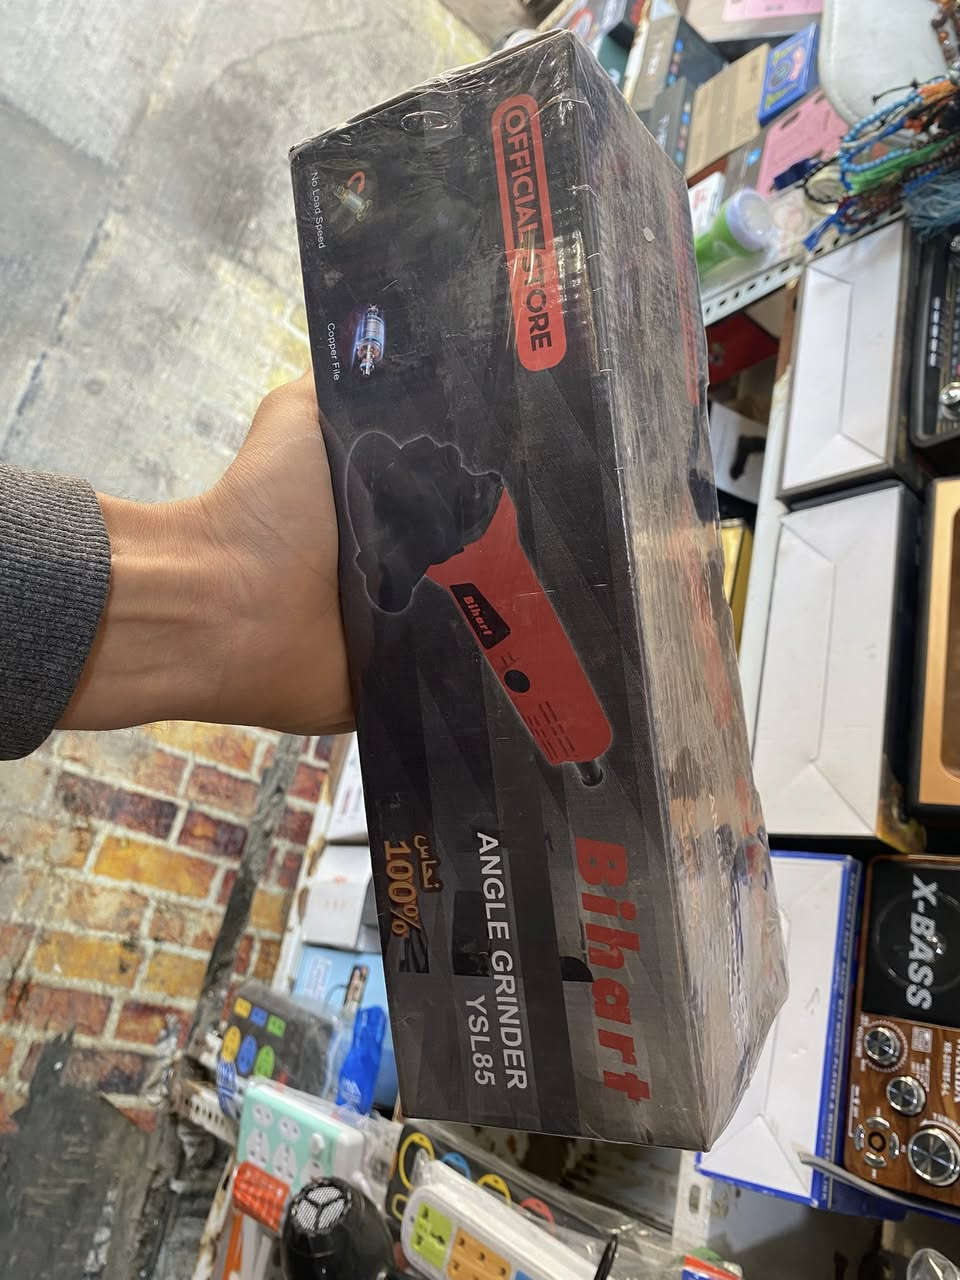 OFFICIAL STORE
No Load Speed
Copper File
Bihart
Bihart
ANGLE GRINDER YSL85
نحاس
100%
X-BASS